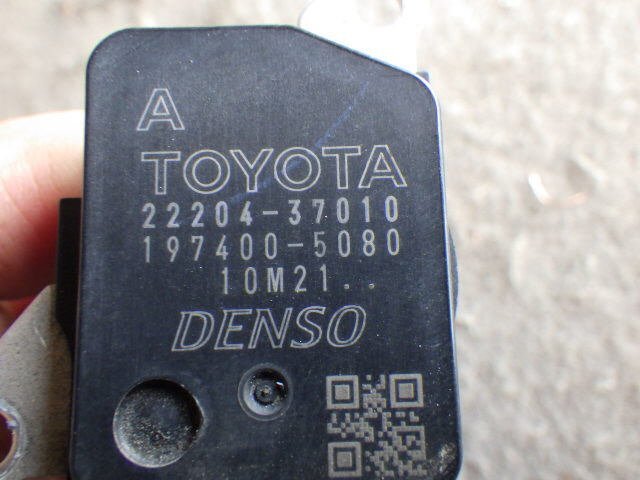 A
TOYOTA
22204-37010
197400-5080
10M21..
DENSO